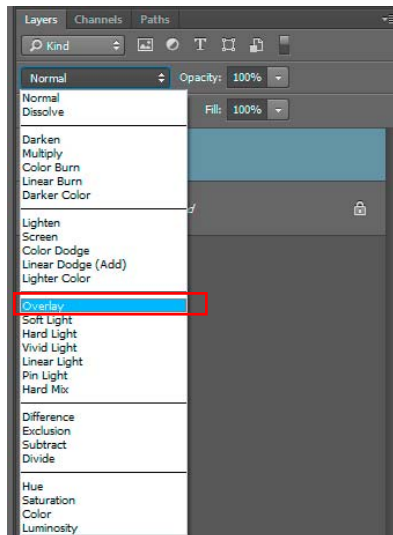 Layers Channels Paths
Kind T
Normal Opacity: 100%
Normal
Dissolve
Fill: 100%
Darken
Multiply
Color Burn
Linear Burn
Darker Color
d
Lighten
Screen
Color Dodge
Linear Dodge (Add)
Lighter Color
Overlay
Soft Light
Hard Light
Vivid Light
Linear Light
Pin Light
Hard Mix
Difference
Exclusion
Subtract
Divide
Hue
Saturation
Color
Luminosity